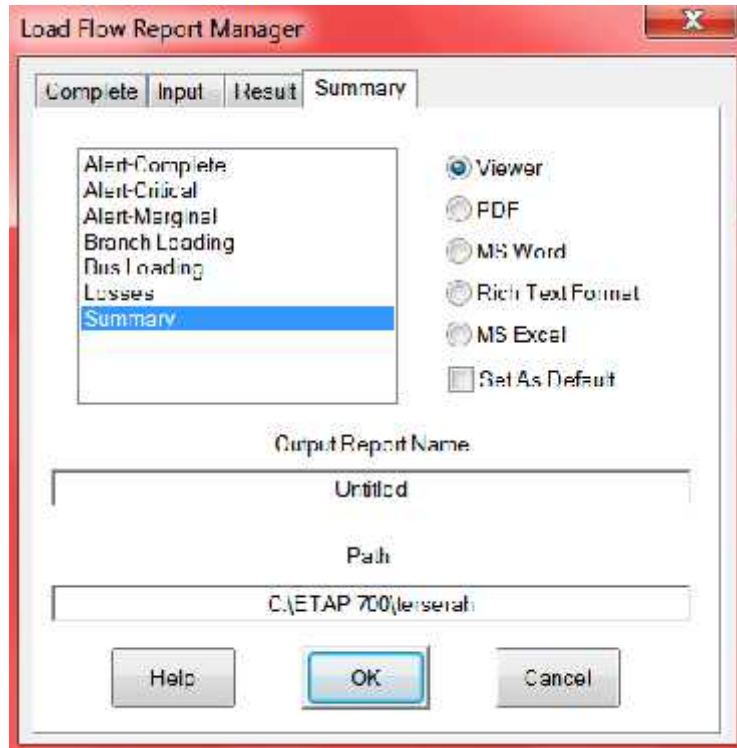 Load Flow Report Manager
Complete Input Result Summary
Alert-Complete
Alert-Critical
Alert-Marginal
Branch Loading
Bus Loading
Losses
Summary
Viewer
PDF
MS Word
Rich Text Format
MS Excel
Set As Default
Output Report Name
Untitled
Path
C:\ETAP 700\terserah
Help OK Cancel